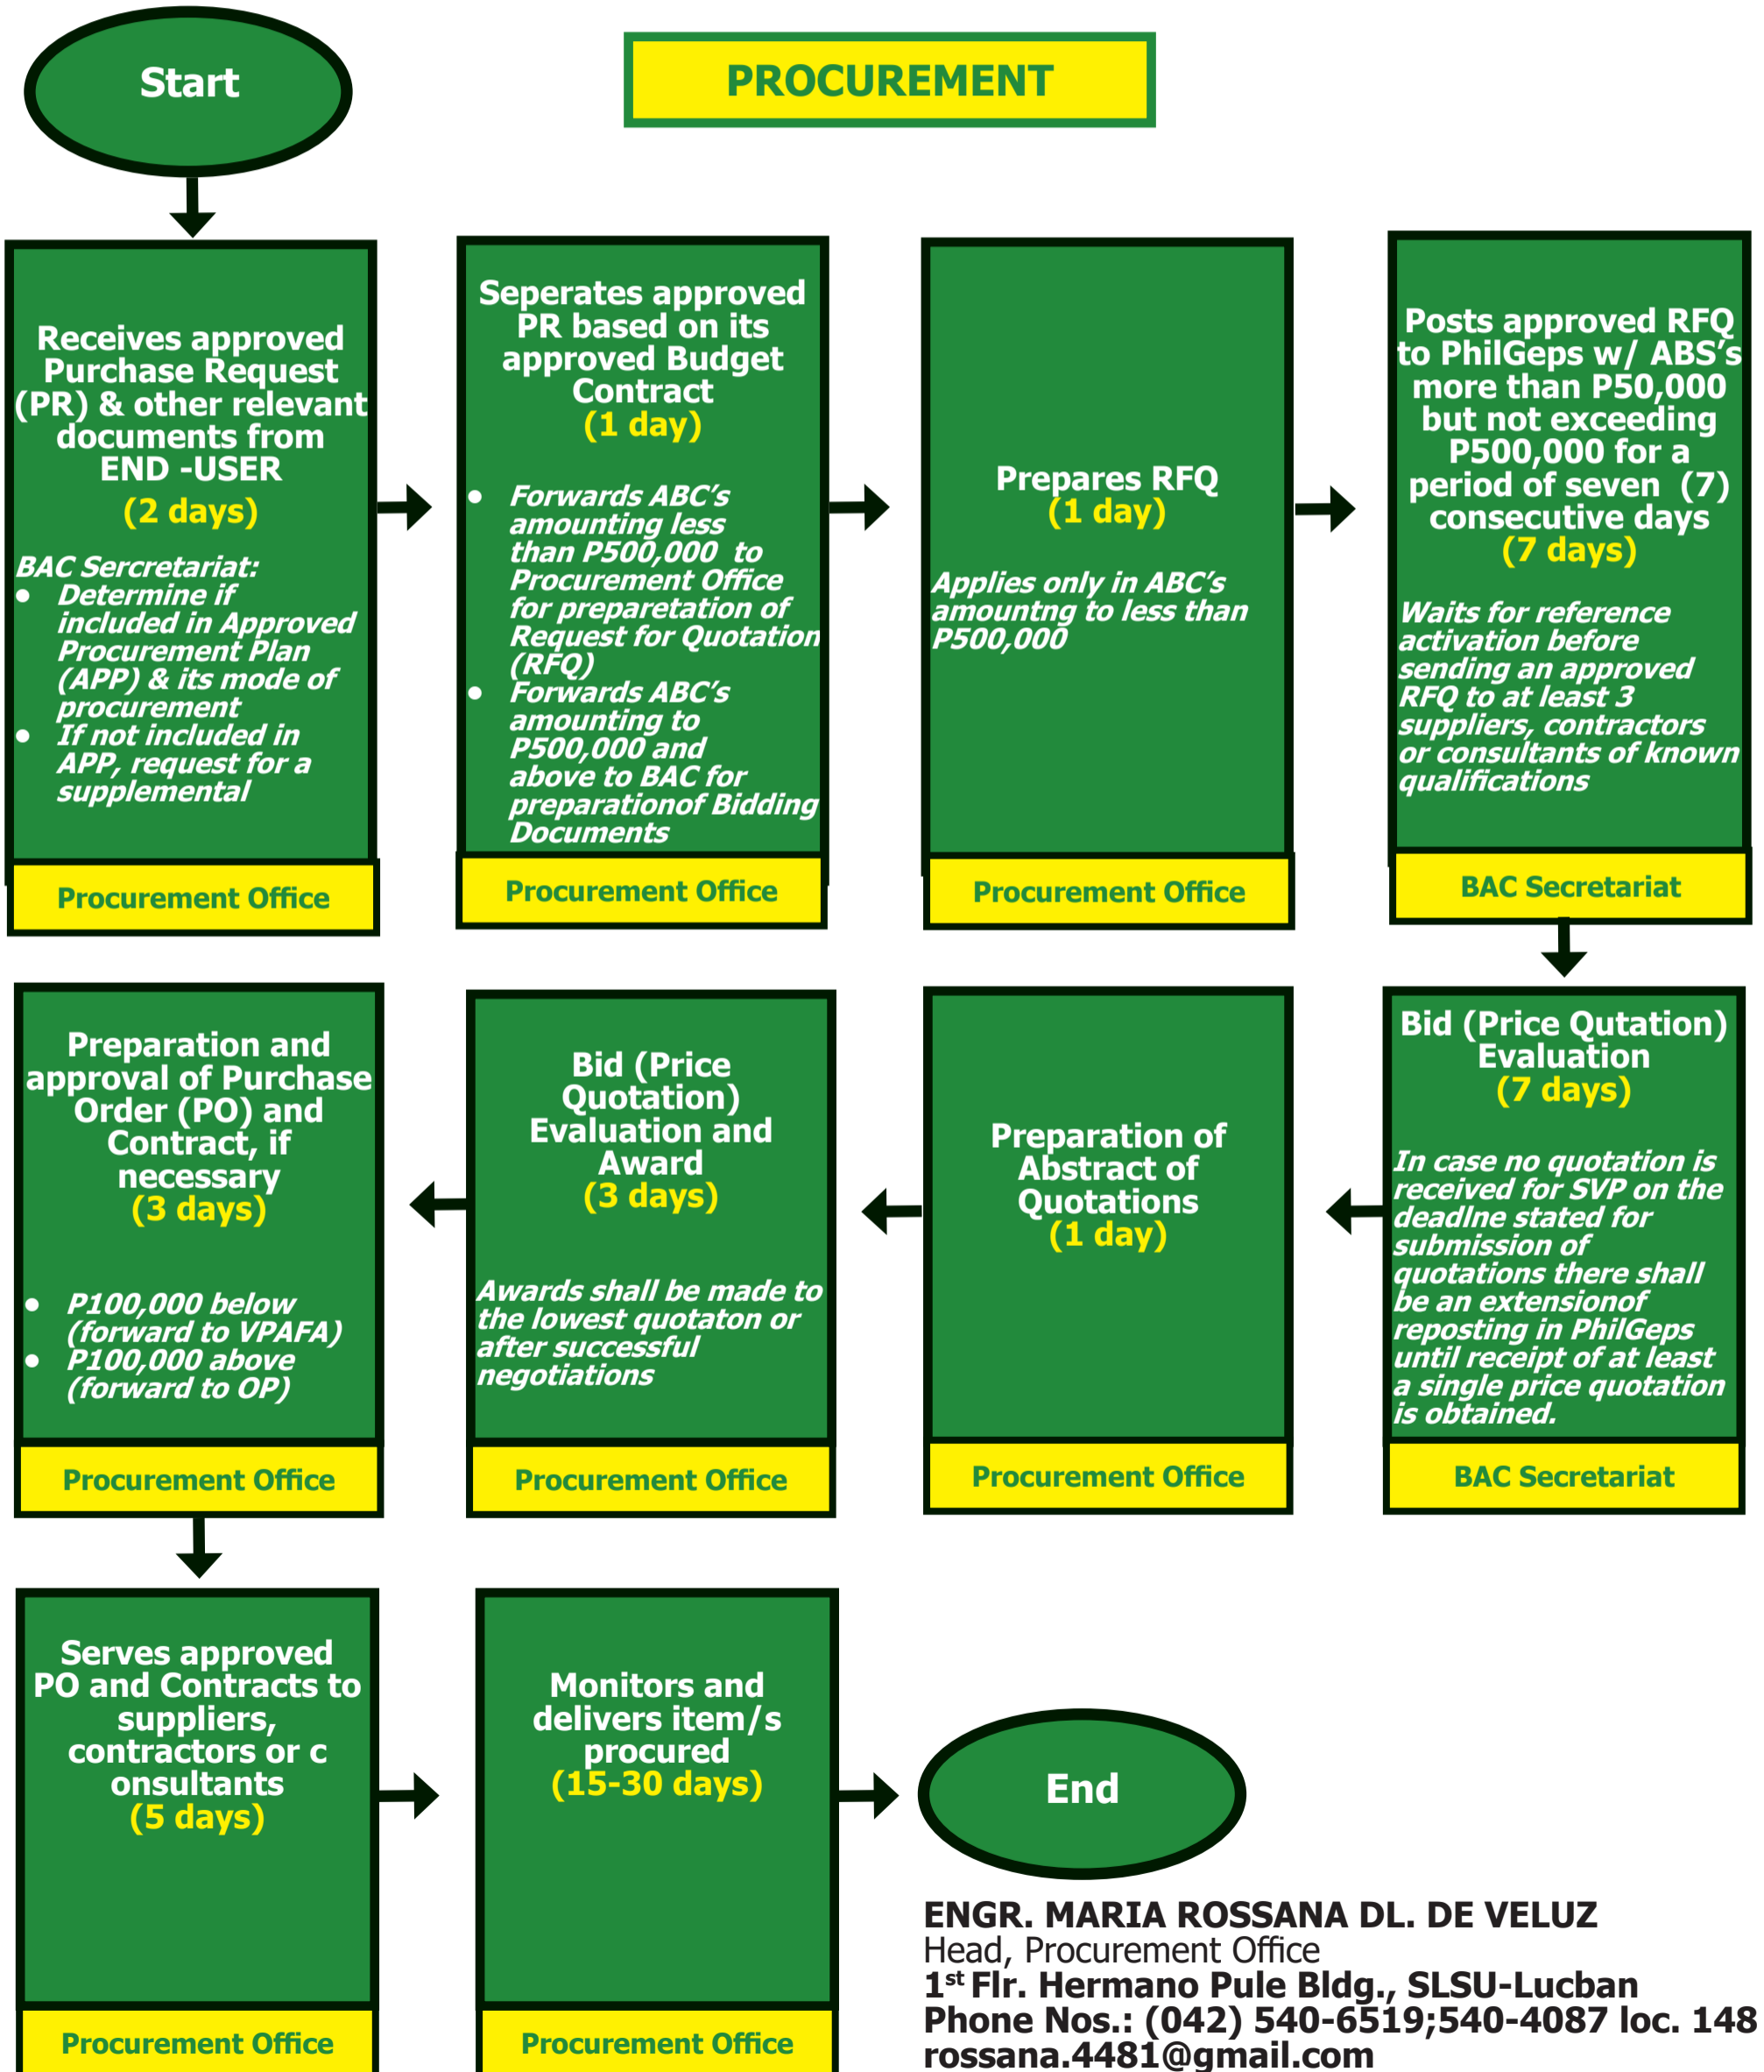 Start
PROCUREMENT
Receives approved
Purchase Request
(PR) & other relevant
documents from
END -USER
(2 days)
BAC Sercretariat:
● Determine if
included in Approved
Procurement Plan
(APP) & its mode of
procurement
● If not included in
APP, request for a
supplemental
Procurement Office
Seperates approved
PR based on its
approved Budget
Contract
(1 day)
● Forwards ABC’s
amounting less
than P500,000 to
Procurement Office
for preparetation of
Request for Quotation
(RFQ)
● Forwards ABC’s
amounting to
P500,000 and
above to BAC for
preparationof Bidding
Documents
Procurement Office
Prepares RFQ
(1 day)
Applies only in ABC’s
amountng to less than
P500,000
Procurement Office
Posts approved RFQ
to PhilGeps w/ ABS’s
more than P50,000
but not exceeding
P500,000 for a
period of seven (7)
consecutive days
(7 days)
Waits for reference
activation before
sending an approved
RFQ to at least 3
suppliers, contractors
or consultants of known
qualifications
BAC Secretariat
Bid (Price Qutation)
Evaluation
(7 days)
In case no quotation is
received for SVP on the
deadlne stated for
submission of
quotations there shall
be an extensionof
reposting in PhilGeps
until receipt of at least
a single price quotation
is obtained.
BAC Secretariat
Preparation of
Abstract of
Quotations
(1 day)
Procurement Office
Bid (Price
Quotation)
Evaluation and
Award
(3 days)
Awards shall be made to
the lowest quotaton or
after successful
negotiations
Procurement Office
Preparation and
approval of Purchase
Order (PO) and
Contract, if
necessary
(3 days)
● P100,000 below
(forward to VPAFA)
● P100,000 above
(forward to OP)
Procurement Office
Serves approved
PO and Contracts to
suppliers,
contractors or c
onsultants
(5 days)
Procurement Office
Monitors and
delivers item/s
procured
(15-30 days)
Procurement Office
End
ENGR. MARIA ROSSANA DL. DE VELUZ
Head, Procurement Office
1st Flr. Hermano Pule Bldg., SLSU-Lucban
Phone Nos.: (042) 540-6519;540-4087 loc. 148
rossana.4481@gmail.com